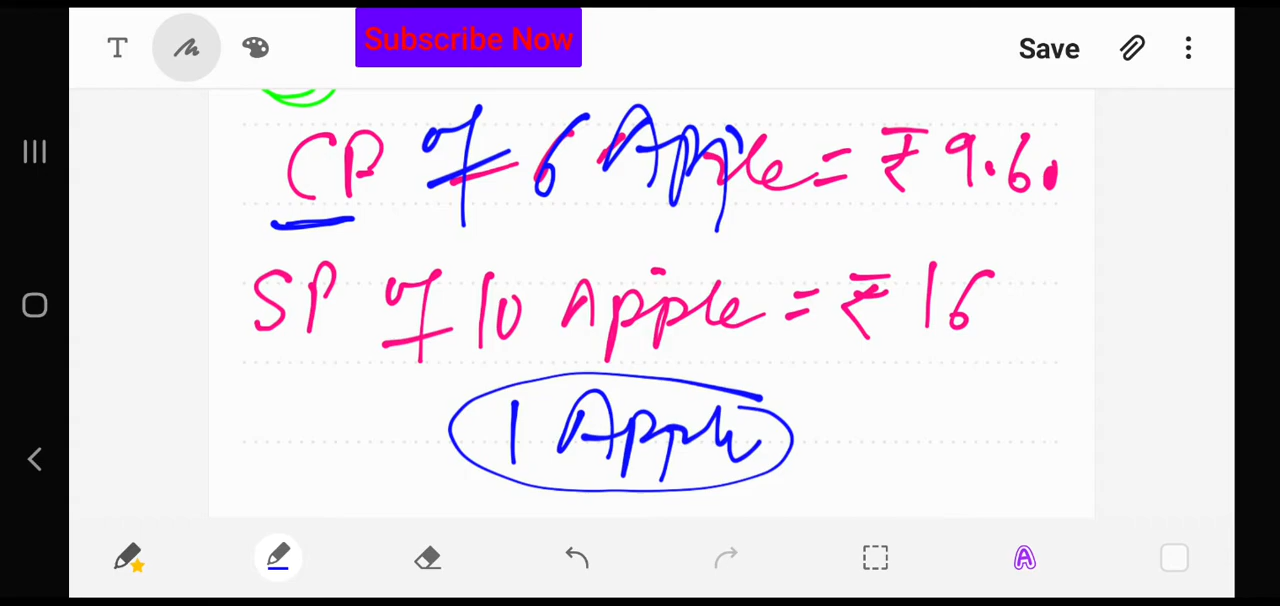 T
Subscribe Now
Save
CP of 6 Apple = ₹ 9.60
SP of 10 Apple = ₹ 16
1 Apple
A